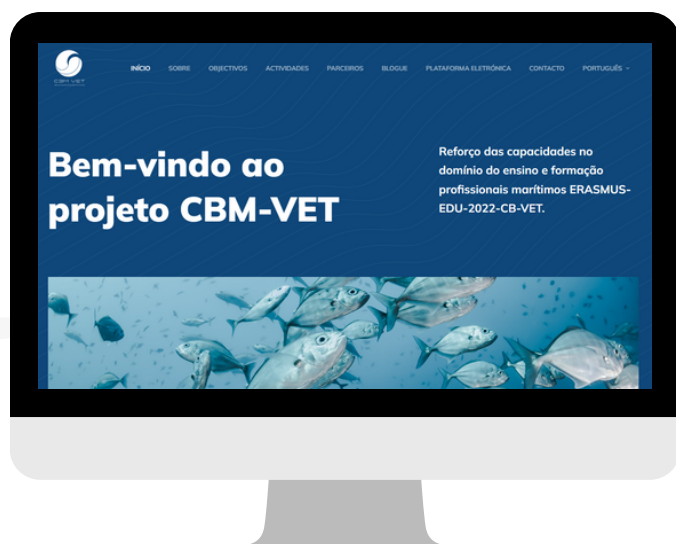 CBM VET
INÍCIO SOBRE OBJECTIVOS ACTIVIDADES PARCEIROS BLOGUE PLATAFORMA ELETRÓNICA CONTACTO PORTUGUÊS
Bem-vindo ao
projeto CBM-VET
Reforço das capacidades no
domínio do ensino e formação
profissionais marítimos ERASMUS-
EDU-2022-CB-VET.